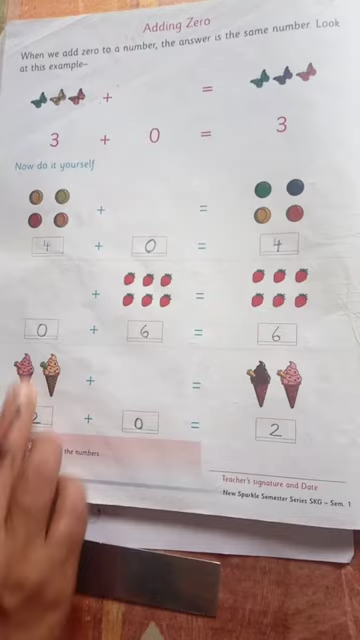 Adding Zero
When we add zero to a number, the answer is the same number. Look
at this example–
+ =
3 + 0 = 3
Now do it yourself
+ =
4 + 0 = 4
+ =
0 + 6 = 6
+ =
2 + 0 = 2
the numbers
Teacher's signature and Date
New Sparkle Semester Series SKG – Sem. 1